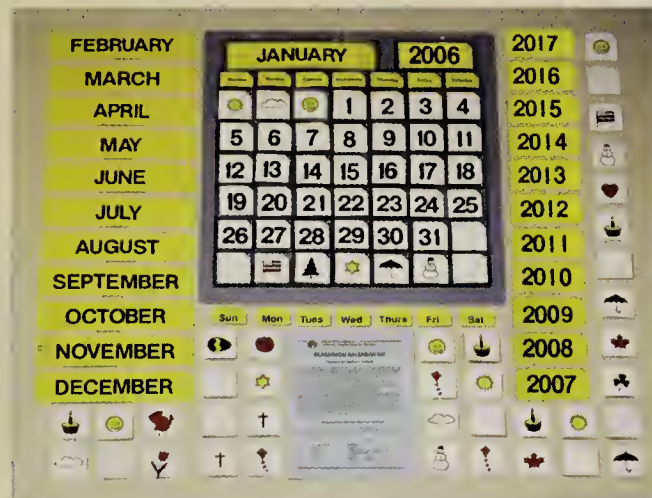 FEBRUARY
MARCH
APRIL
MAY
JUNE
JULY
AUGUST
SEPTEMBER
OCTOBER
NOVEMBER
DECEMBER
JANUARY 2006
1 2 3 4
5 6 7 8 9 10 11
12 13 14 15 16 17 18
19 20 21 22 23 24 25
26 27 28 29 30 31
Sun Mon Tues Wed Thurs Fri Sat
2017
2016
2015
2014
2013
2012
2011
2010
2009
2008
2007